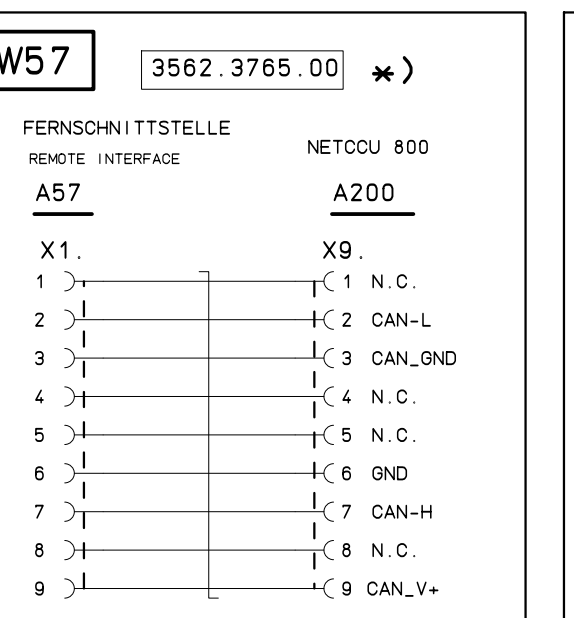 W57
3562.3765.00 *)
FERNSCHNITTSTELLE
REMOTE INTERFACE
NETCCU 800
A57 A200
X1. X9.
1 1 N.C.
2 2 CAN-L
3 3 CAN_GND
4 4 N.C.
5 5 N.C.
6 6 GND
7 7 CAN-H
8 8 N.C.
9 9 CAN_V+